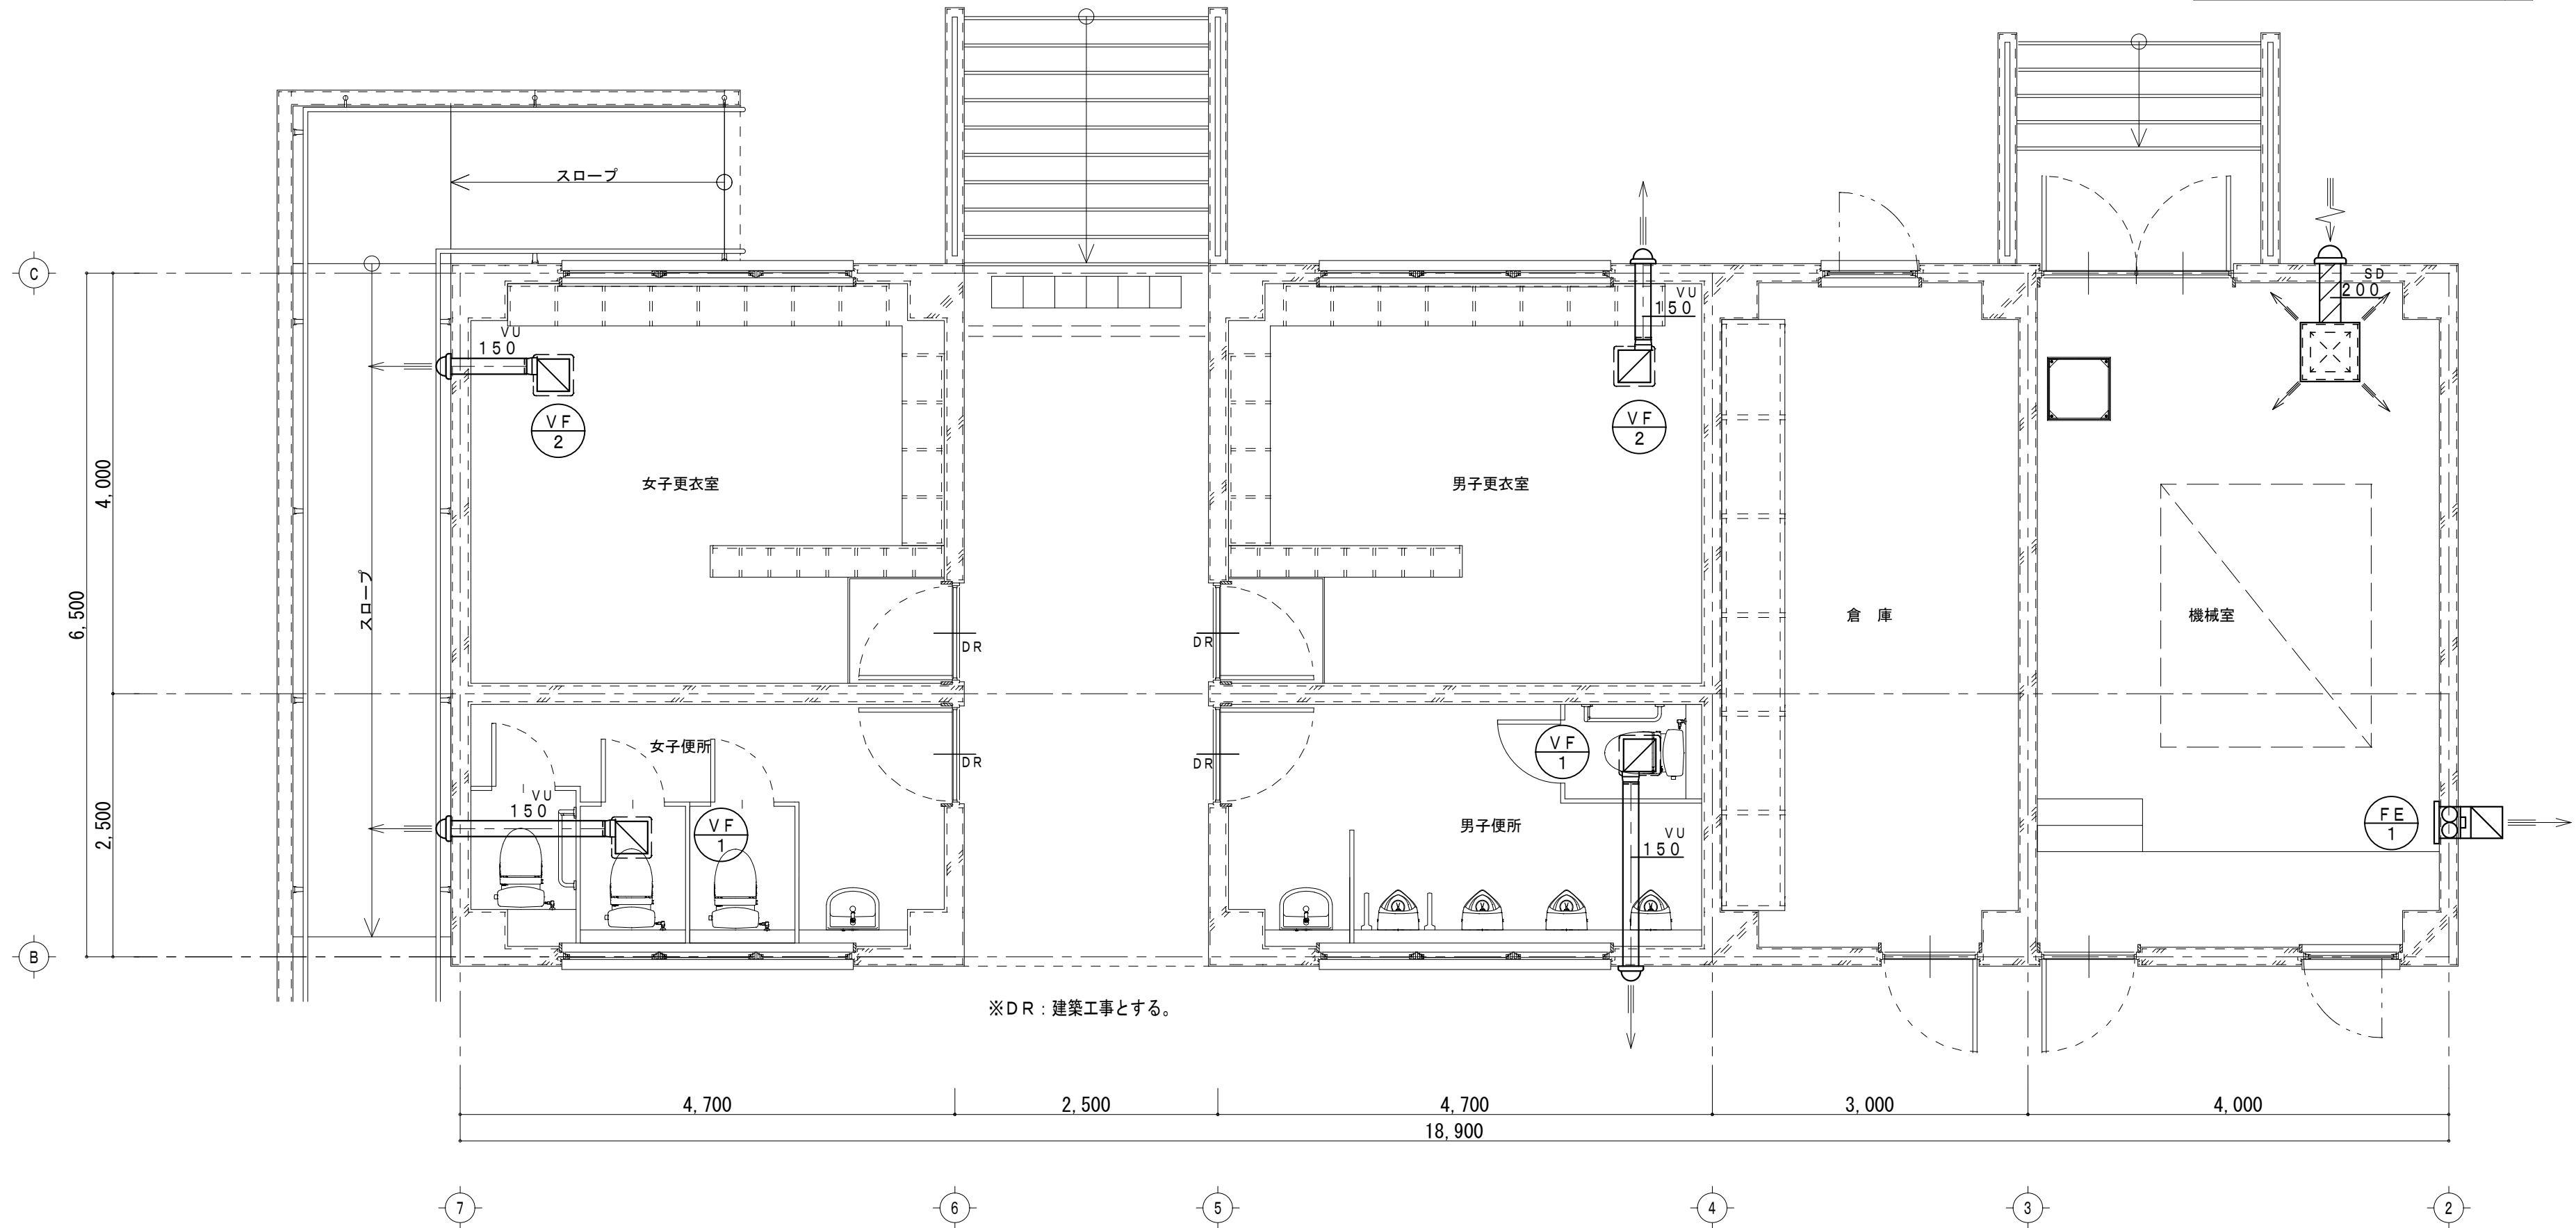 スロープ
C
SD
200
VU
150
VU
150
VF
2
VF
2
4,000
女子更衣室
男子更衣室
6,500
スロープ
倉　庫
機械室
DR
DR
女子便所
VF
1
DR
DR
2,500
VU
150
VF
1
男子便所
VU
150
FE
1
B
※DR：建築工事とする。
4,700
2,500
4,700
3,000
4,000
18,900
7
6
5
4
3
2